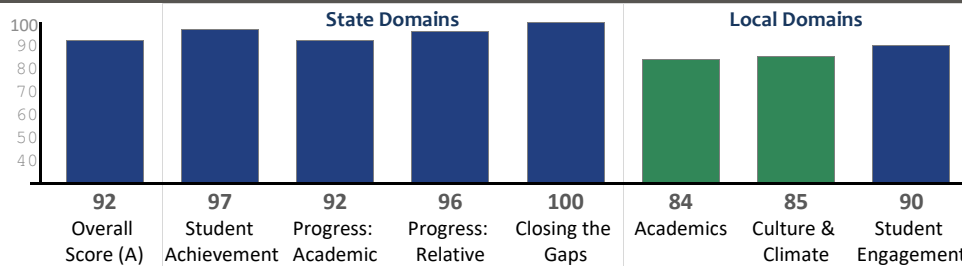 State Domains
Local Domains
100
90
80
70
60
50
40
92
97
92
96
100
84
85
90
Overall
Score (A)
Student
Achievement
Progress:
Academic
Progress:
Relative
Closing the
Gaps
Academics
Culture &
Climate
Student
Engagement